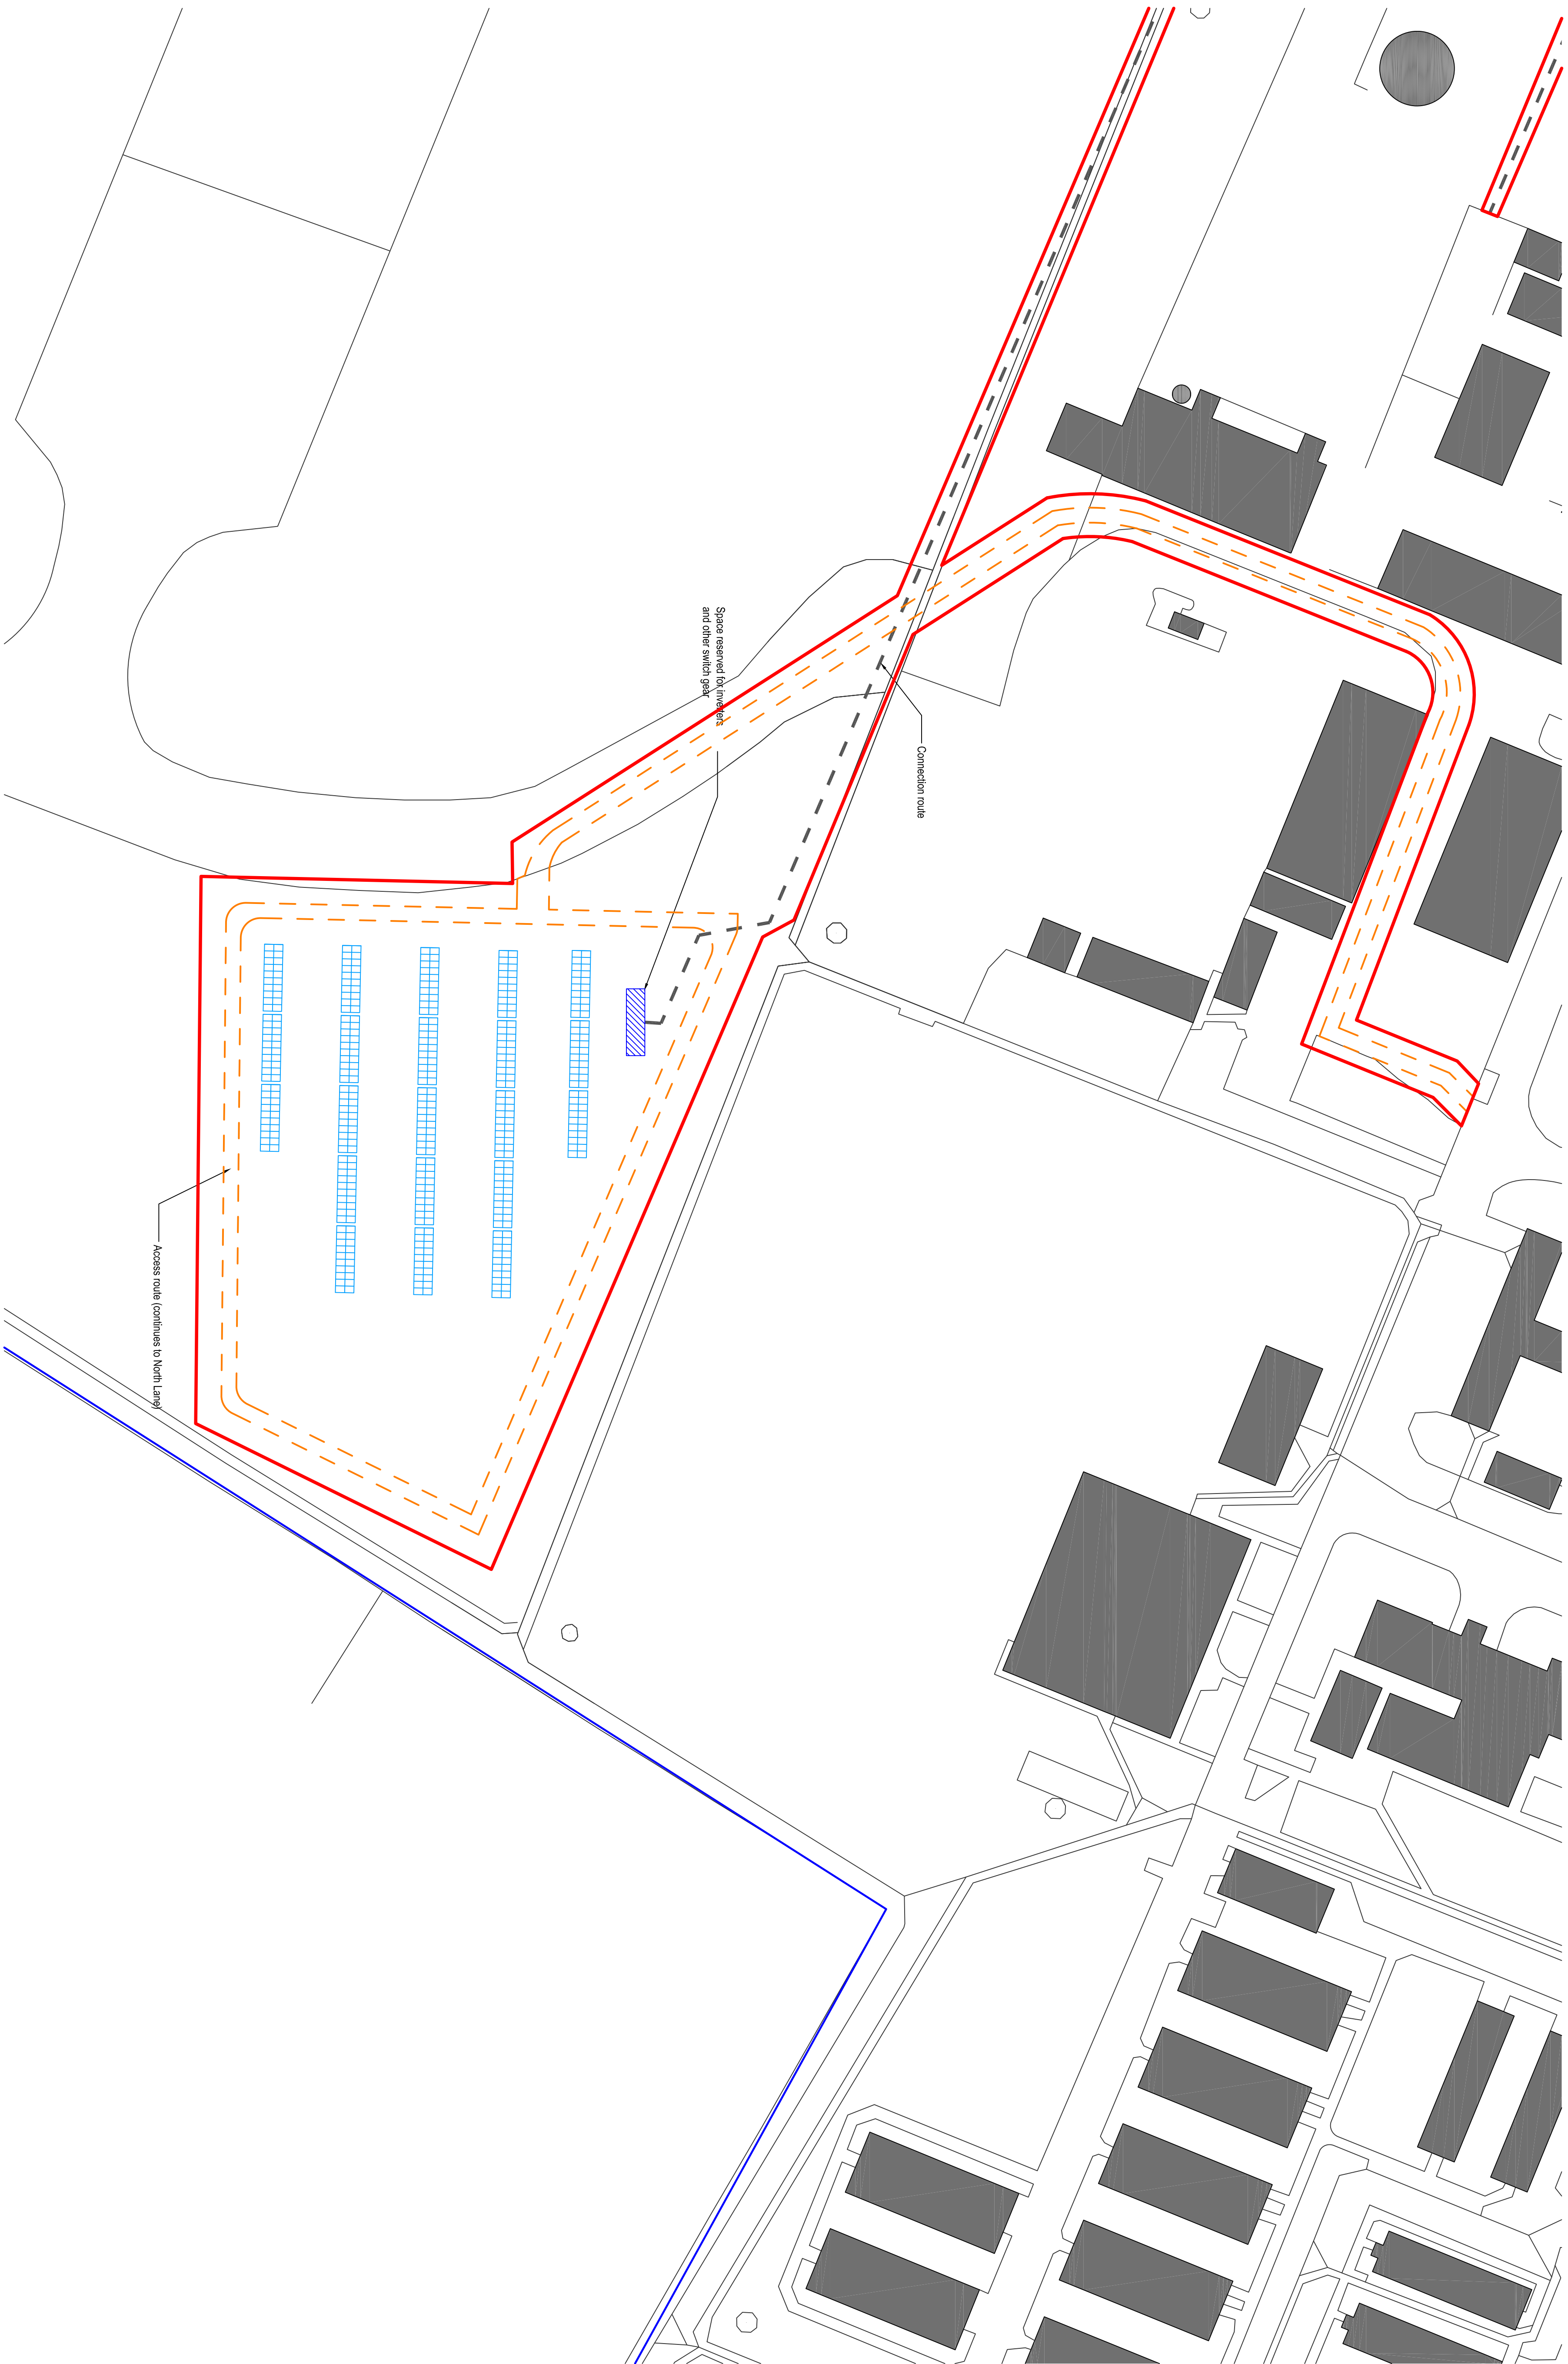 Space reserved for inverters
and other switch gear
Connection route
Access route (continues to North Lane)